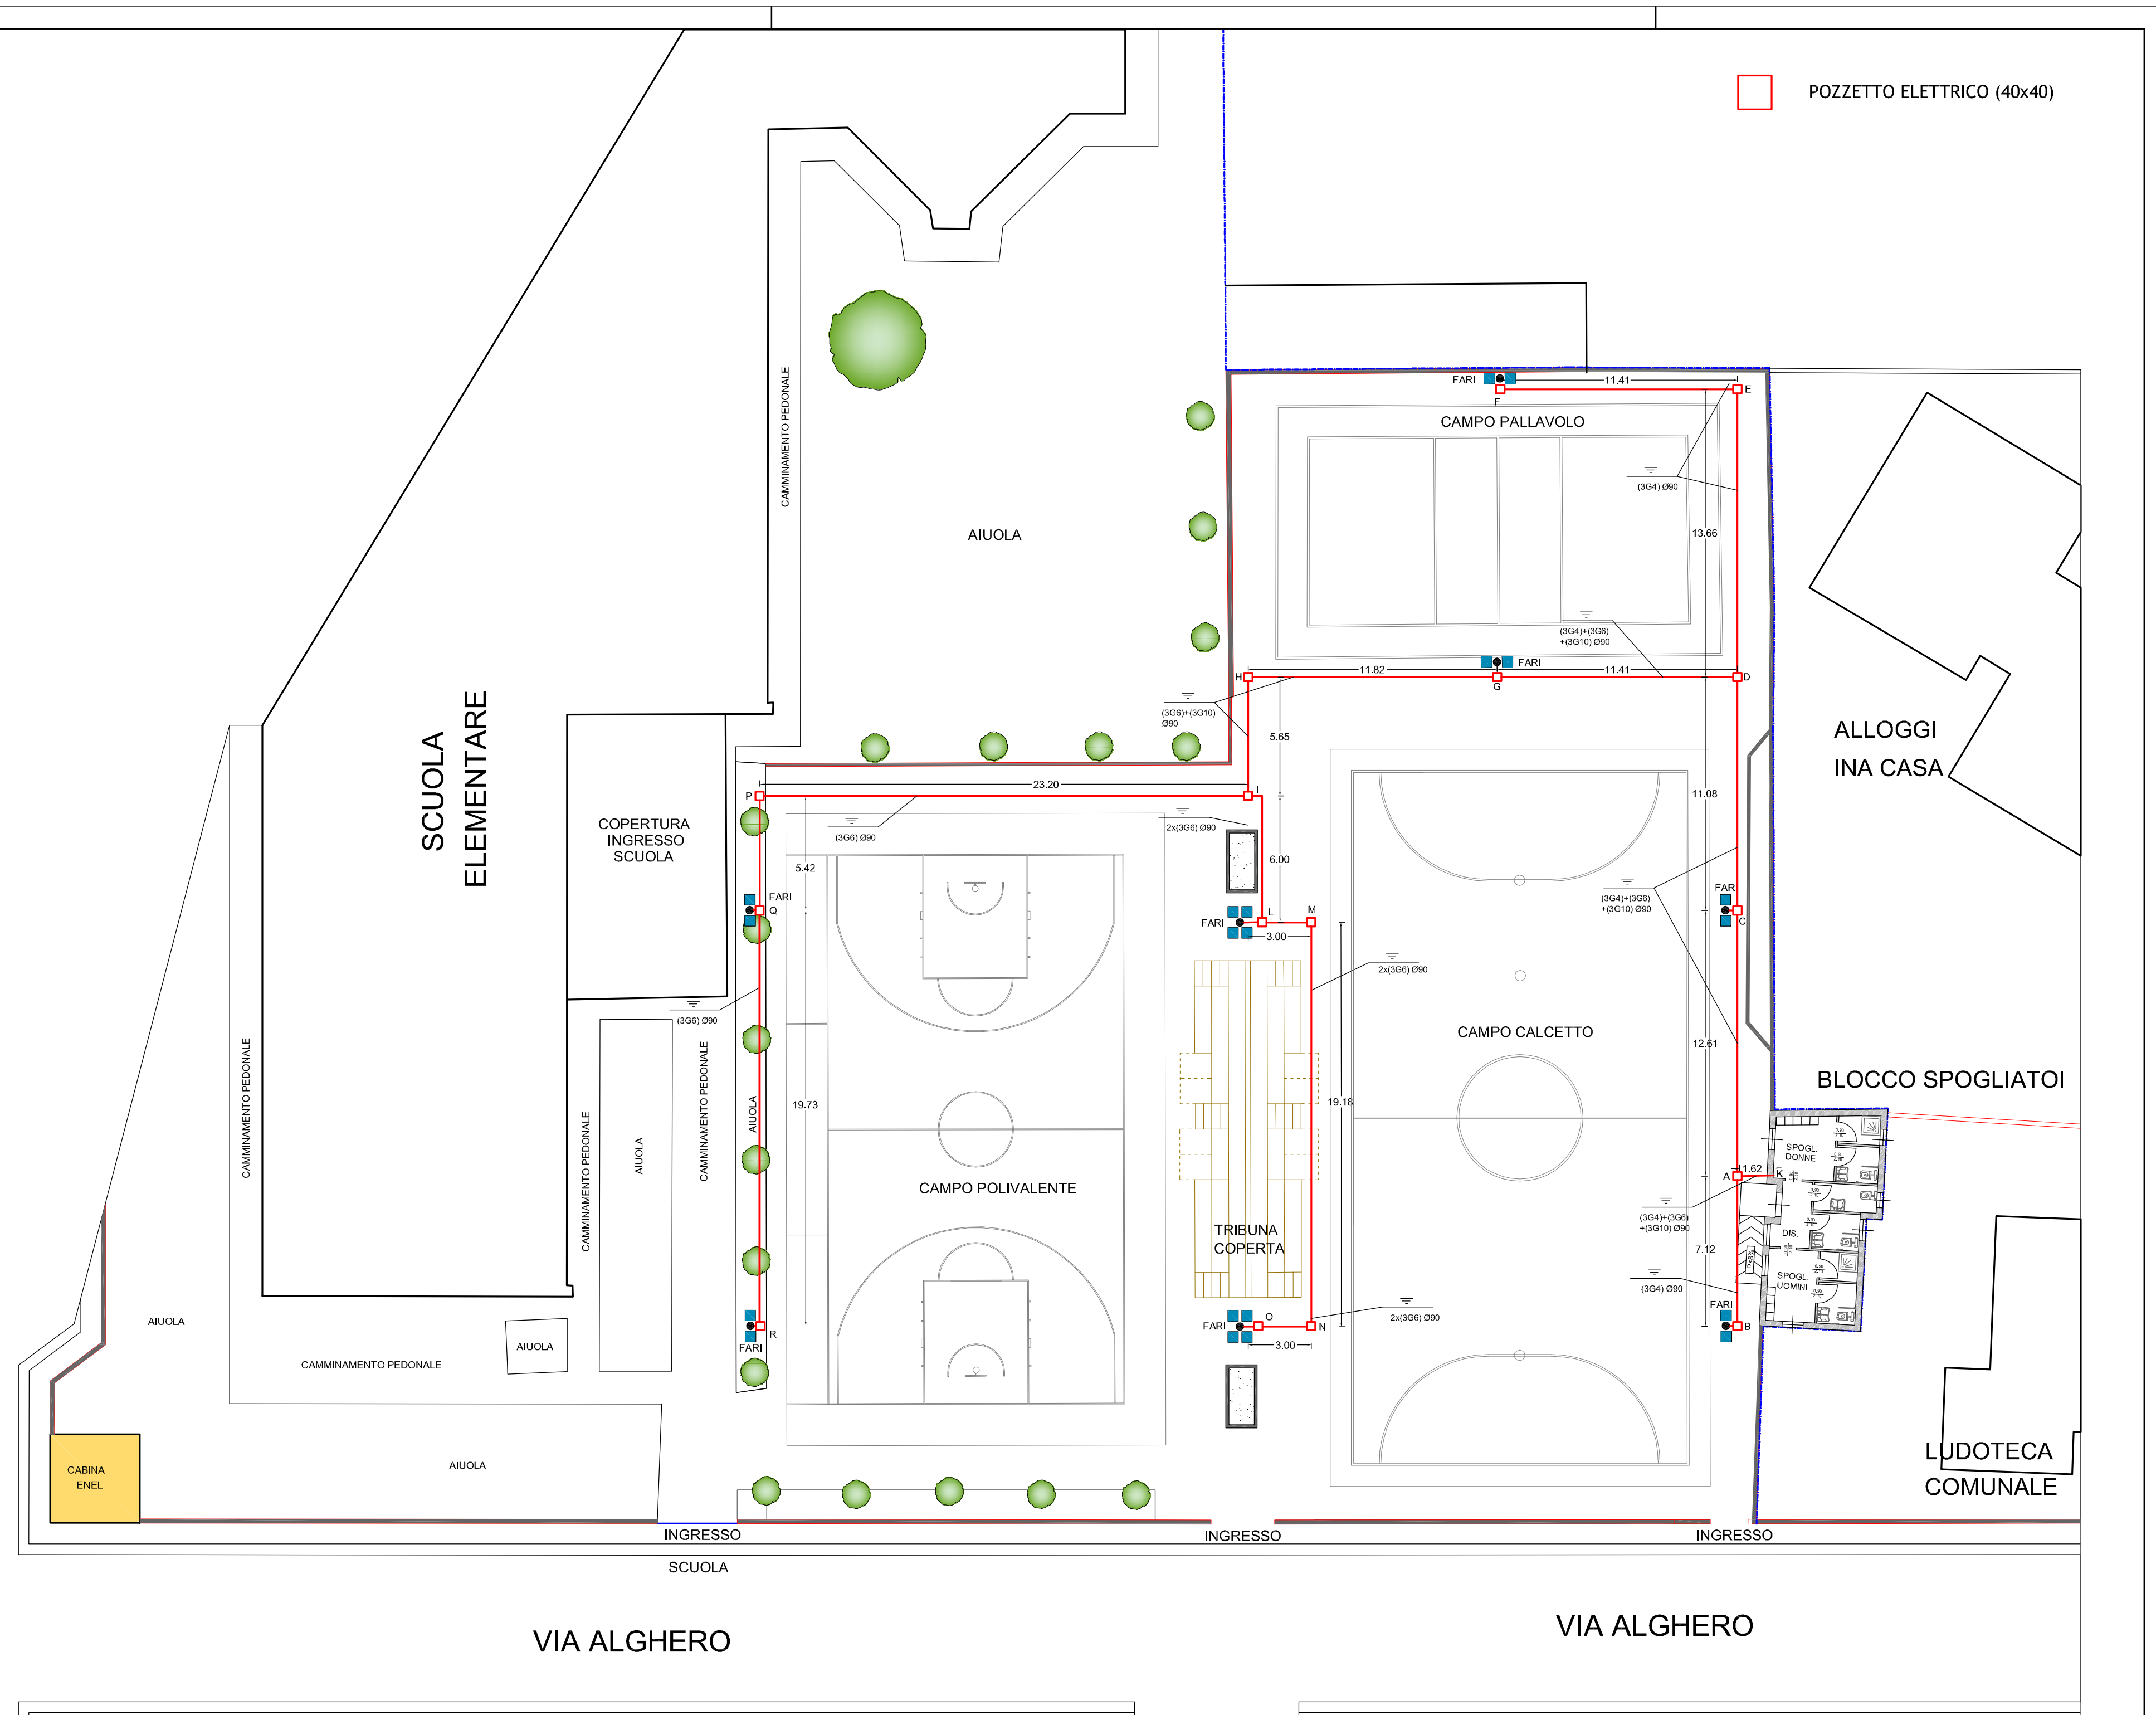 POZZETTO ELETTRICO (40x40)
FARI
11.41
E
F
CAMPO PALLAVOLO
CAMMINAMENTO PEDONALE
(3G4) Ø90
AIUOLA
13.66
(3G4)+(3G6)
+(3G10) Ø90
FARI
H
11.82
11.41
D
G
(3G6)+(3G10)
Ø90
5.65
SCUOLA
ELEMENTARE
ALLOGGI
INA CASA
23.20
I
P
11.08
COPERTURA
INGRESSO
SCUOLA
(3G6) Ø90
2x(3G6) Ø90
5.42
6.00
FARI
Q
FARI
L
M
3.00
(3G4)+(3G6)
+(3G10) Ø90
FARI
C
2x(3G6) Ø90
(3G6) Ø90
CAMPO CALCETTO
12.61
CAMMINAMENTO PEDONALE
CAMMINAMENTO PEDONALE
CAMMINAMENTO PEDONALE
AIUOLA
AIUOLA
19.73
19.18
BLOCCO SPOGLIATOI
SPOGL.
DONNE
A
1.62
K
CAMPO POLIVALENTE
(3G4)+(3G6)
+(3G10) Ø90
TRIBUNA
COPERTA
DIS.
7.12
P<8%
SPOGL.
UOMINI
(3G4) Ø90
FARI
B
AIUOLA
R
FARI
FARI
O
N
3.00
2x(3G6) Ø90
AIUOLA
CAMMINAMENTO PEDONALE
AIUOLA
CABINA
ENEL
LUDOTECA
COMUNALE
INGRESSO
INGRESSO
INGRESSO
SCUOLA
VIA ALGHERO
VIA ALGHERO